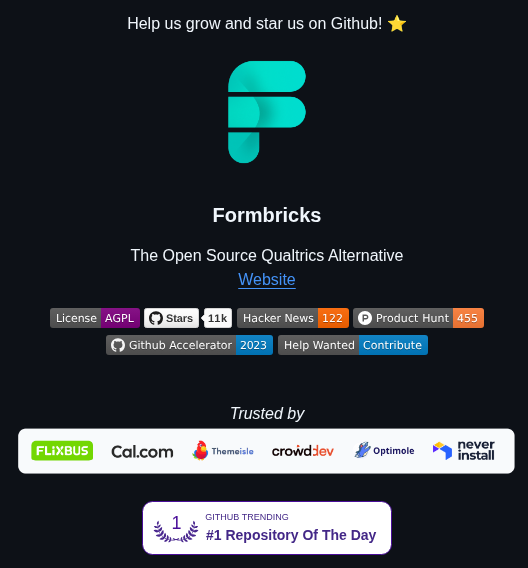 Help us grow and star us on Github! ⭐
Formbricks
The Open Source Qualtrics Alternative
Website
License AGPL Stars 11k Hacker News 122 Product Hunt 455
Github Accelerator 2023 Help Wanted Contribute
Trusted by
FLiXBUS Cal.com Themeisle crowddev Optimole never install
1 GITHUB TRENDING
#1 Repository Of The Day